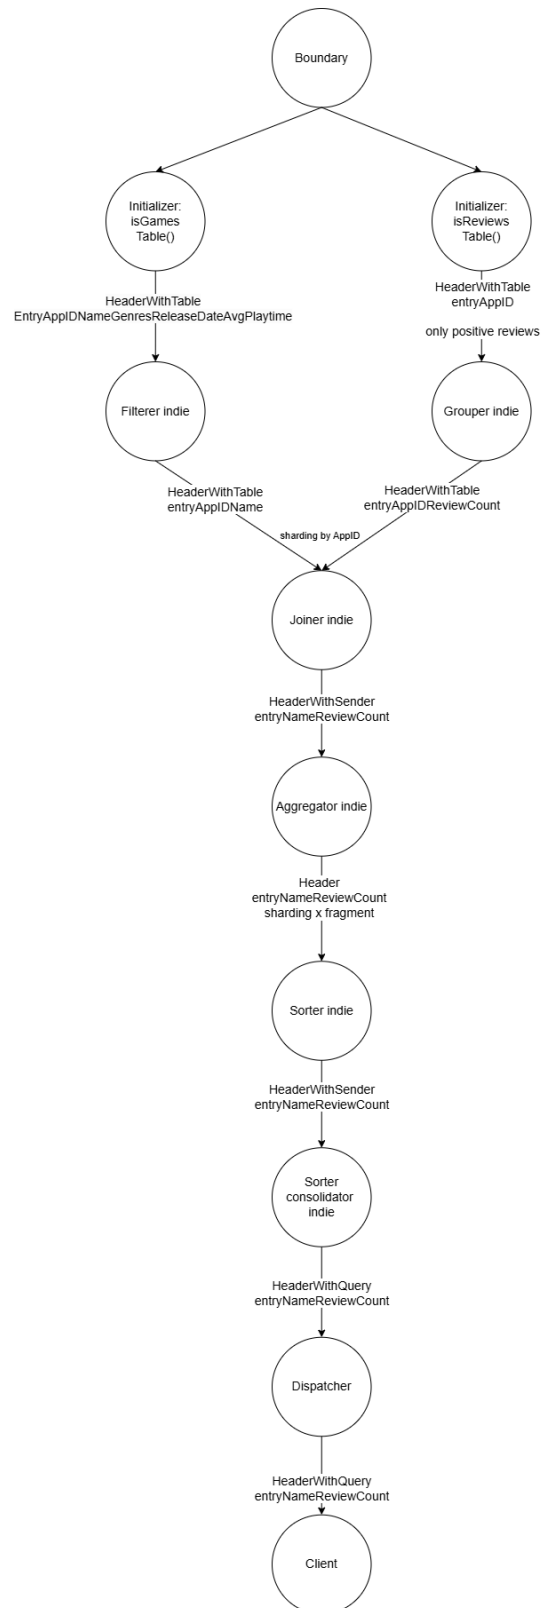 Boundary
Initializer:
isGames
Table()
Initializer:
isReviews
Table()
HeaderWithTable
EntryAppIDNameGenresReleaseDateAvgPlaytime
HeaderWithTable
entryAppID
only positive reviews
Filterer indie
Grouper indie
HeaderWithTable
entryAppIDName
HeaderWithTable
entryAppIDReviewCount
sharding by AppID
Joiner indie
HeaderWithSender
entryNameReviewCount
Aggregator indie
Header
entryNameReviewCount
sharding x fragment
Sorter indie
HeaderWithSender
entryNameReviewCount
Sorter
consolidator
indie
HeaderWithQuery
entryNameReviewCount
Dispatcher
HeaderWithQuery
entryNameReviewCount
Client